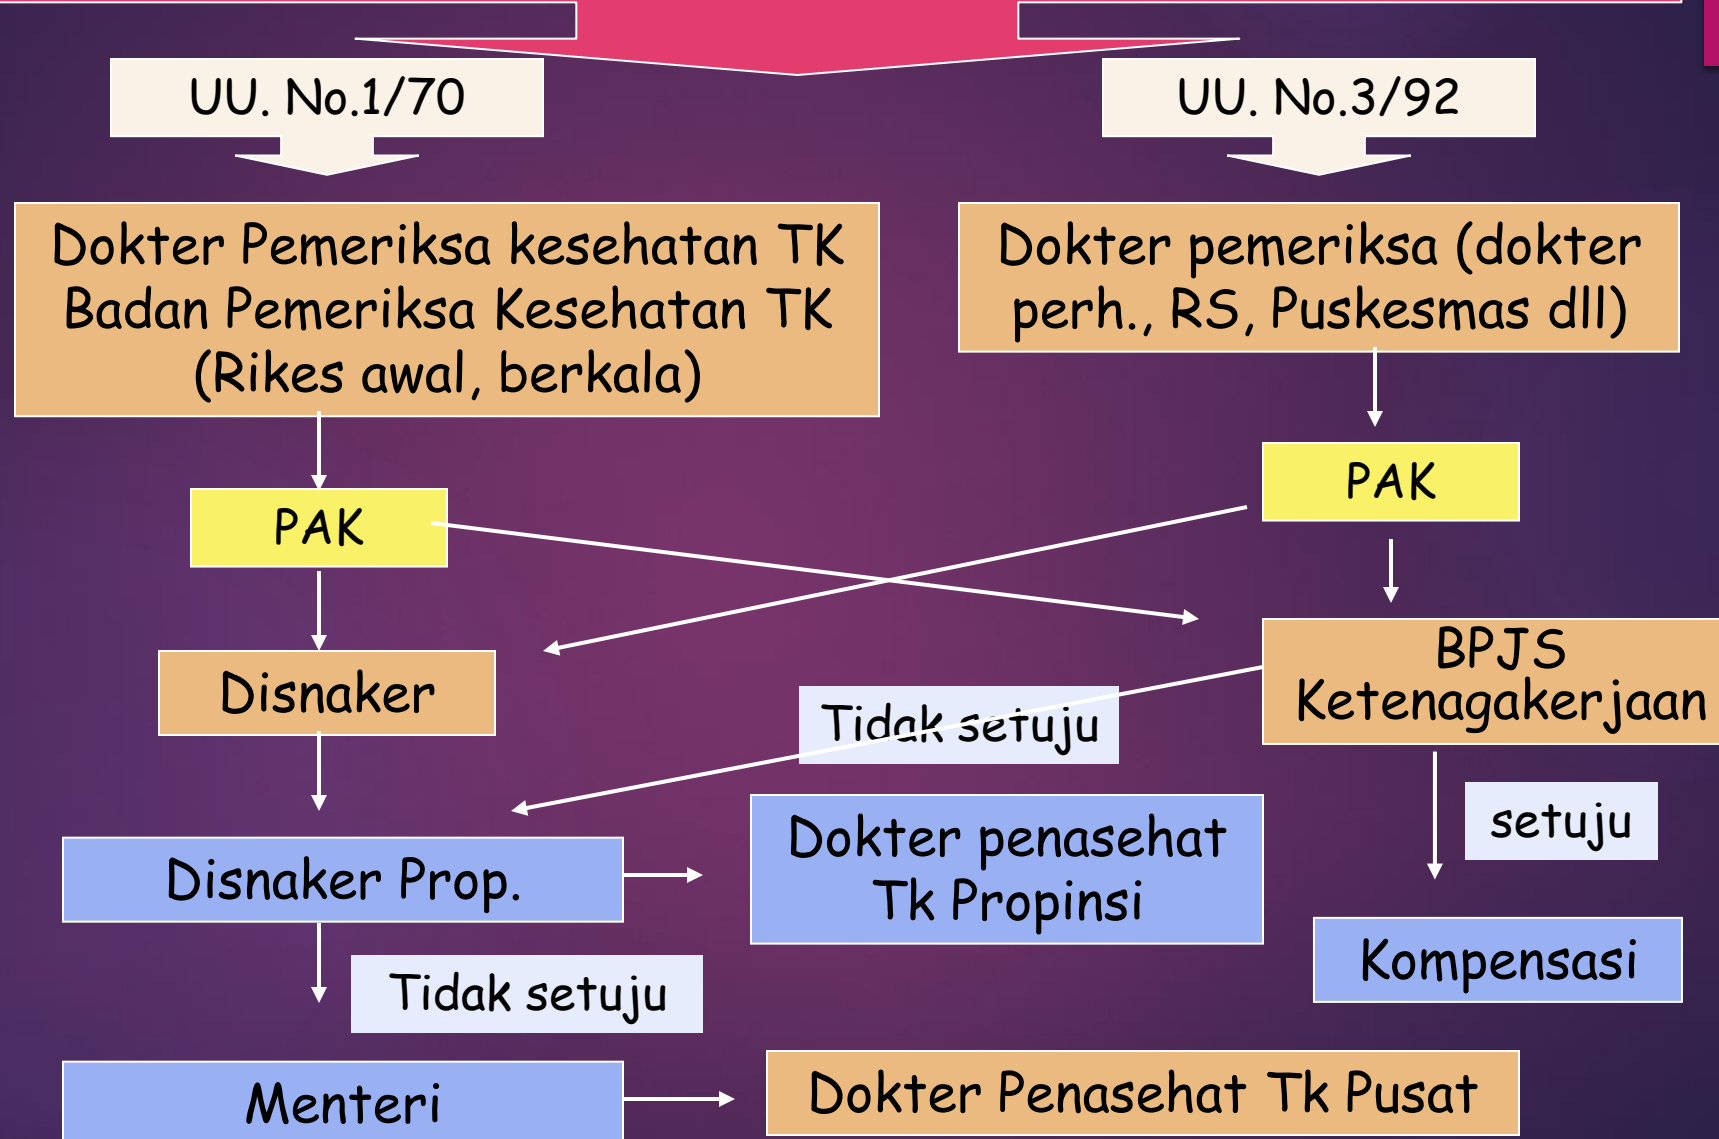 UU. No.1/70
UU. No.3/92
Dokter Pemeriksa kesehatan TK
Badan Pemeriksa Kesehatan TK
(Rikes awal, berkala)
Dokter pemeriksa (dokter
perh., RS, Puskesmas dll)
PAK
PAK
Disnaker
BPJS
Ketenagakerjaan
Tidak setuju
setuju
Disnaker Prop.
Dokter penasehat
Tk Propinsi
Kompensasi
Tidak setuju
Menteri
Dokter Penasehat Tk Pusat